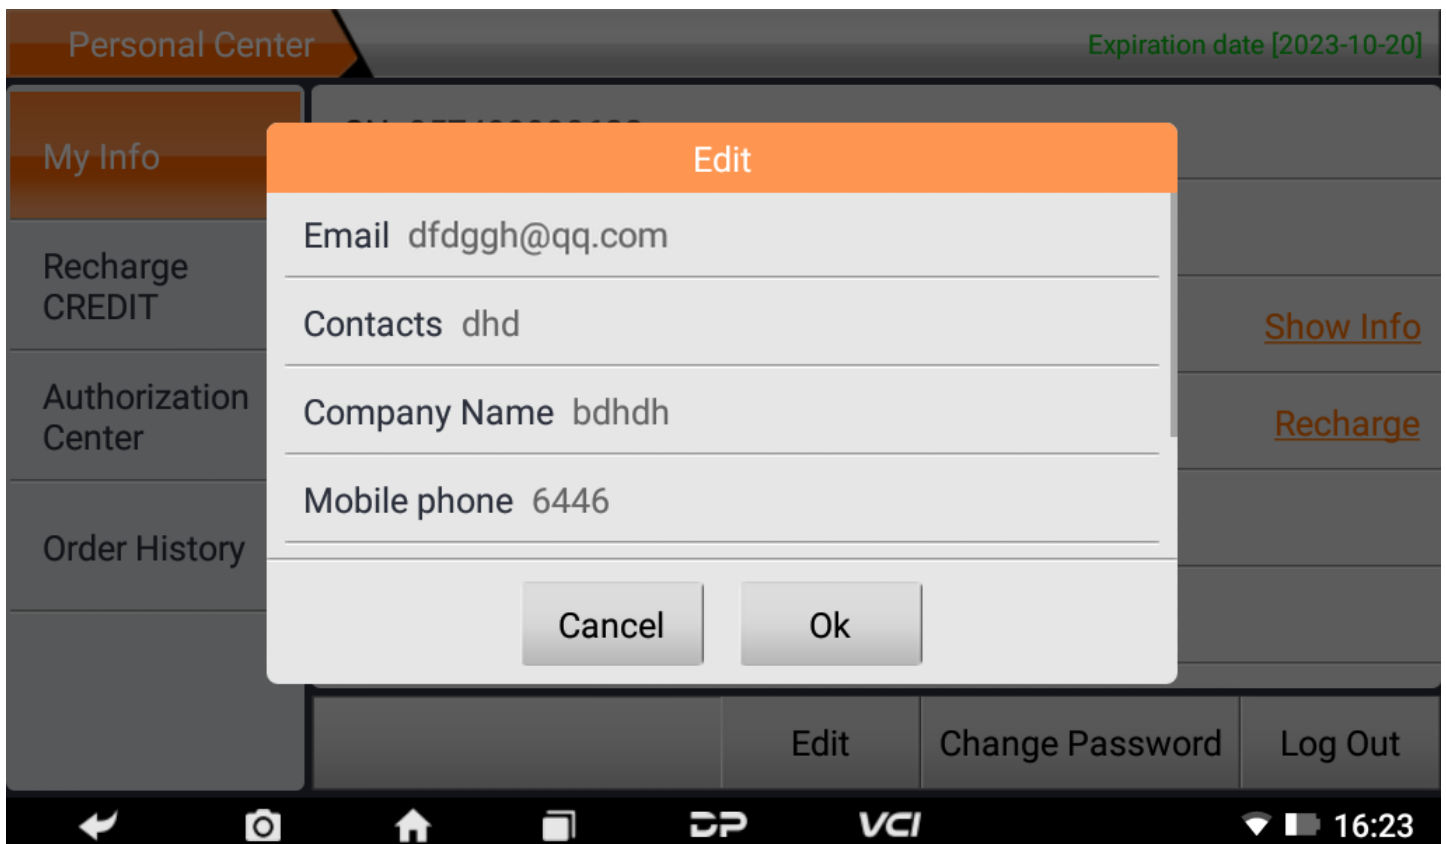 Personal Center
Expiration date [2023-10-20]
My Info
Recharge
CREDIT
Authorization
Center
Order History
Edit
Email dfdggh@qq.com
Contacts dhd
Company Name bdhdh
Mobile phone 6446
Cancel
Ok
Show Info
Recharge
Edit
Change Password
Log Out
DP
VCI
16:23